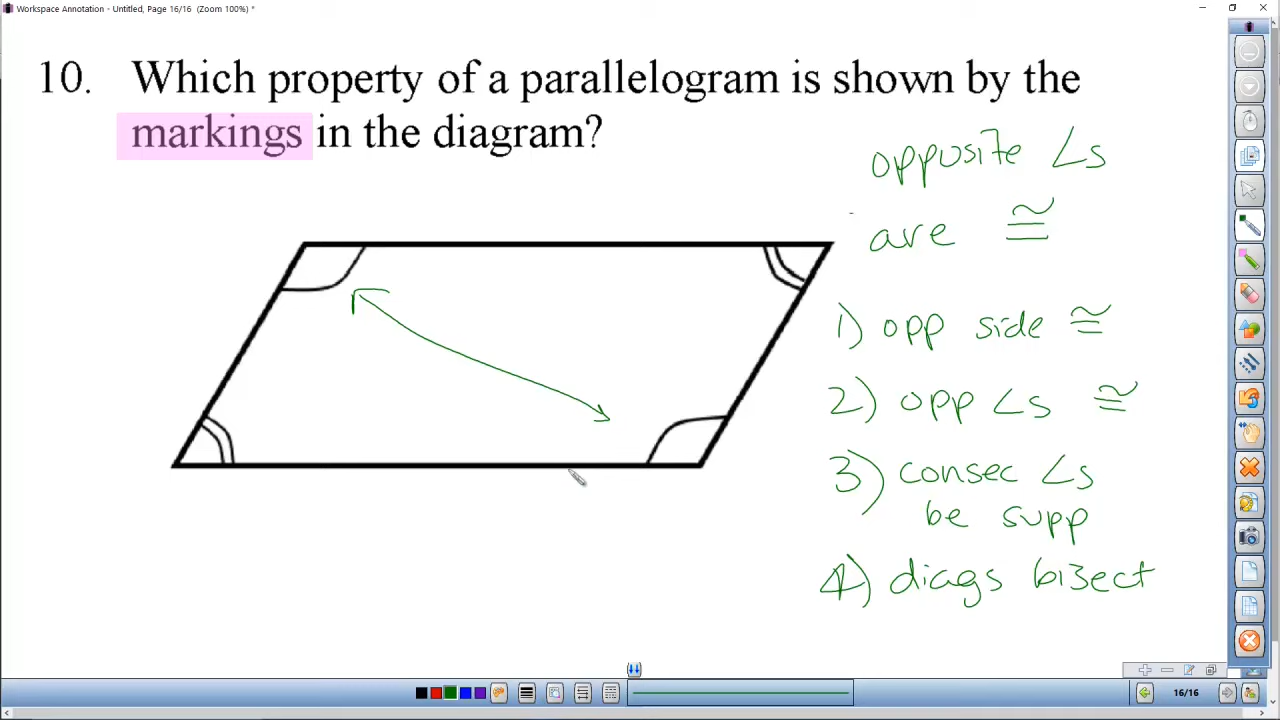 Workspace Annotation - Untitled, Page 16/16 (Zoom 100%) *
10. Which property of a parallelogram is shown by the
markings in the diagram?
opposite ∠s
are ≅
1) opp side ≅
2) opp ∠s ≅
3) consec ∠s
be supp
4) diags bisect
16/16